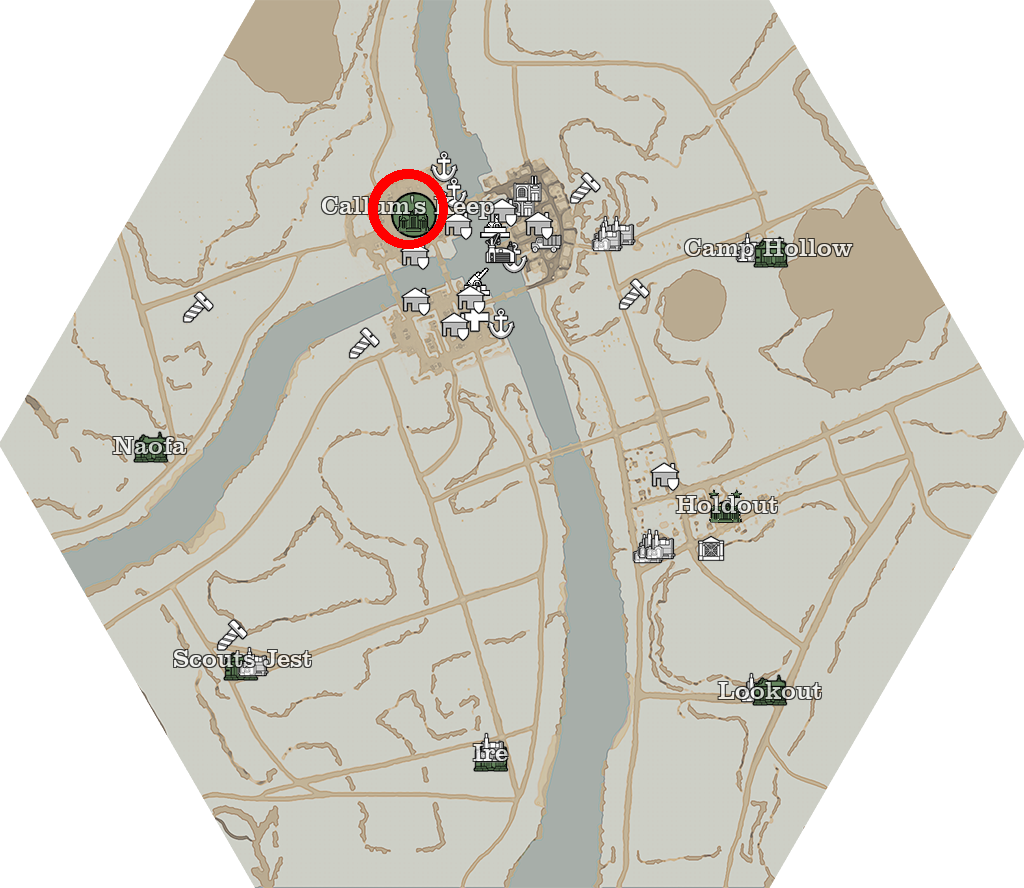 Callum's Keep
Camp Hollow
Naofa
Holdout
Scouts Jest
Lookout
Ire